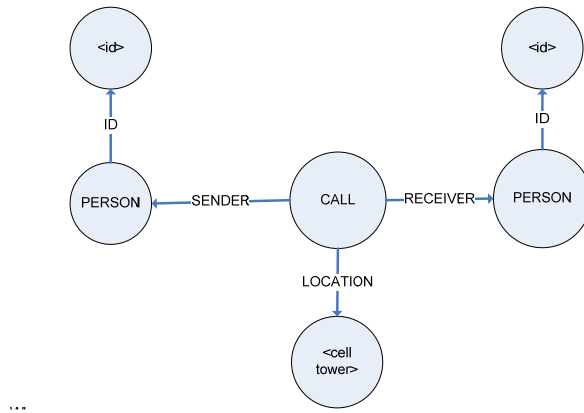 <id>
<id>
ID
ID
PERSON
SENDER
CALL
RECEIVER
PERSON
LOCATION
<cell
tower>